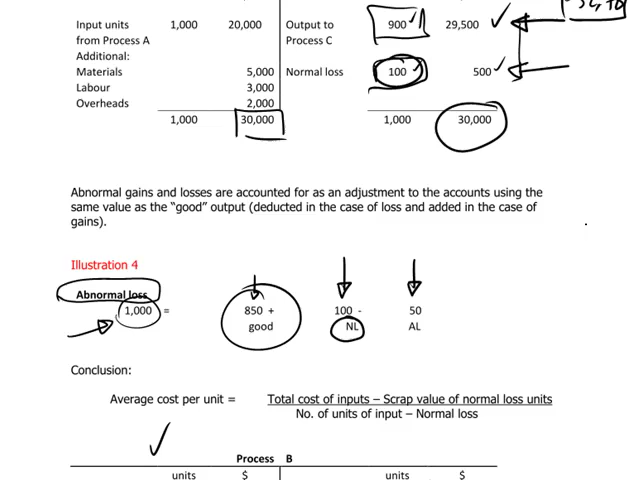 Input units 1,000 20,000 Output to 900 29,500
from Process A Process C
Additional:
Materials 5,000 Normal loss 100 500
Labour 3,000
Overheads 2,000
1,000 30,000 1,000 30,000
Abnormal gains and losses are accounted for as an adjustment to the accounts using the
same value as the “good” output (deducted in the case of loss and added in the case of
gains).
Illustration 4
Abnormal loss
1,000 = 850 + 100 - 50
good NL AL
Conclusion:
Average cost per unit = Total cost of inputs – Scrap value of normal loss units
No. of units of input – Normal loss
Process B
units $ units $